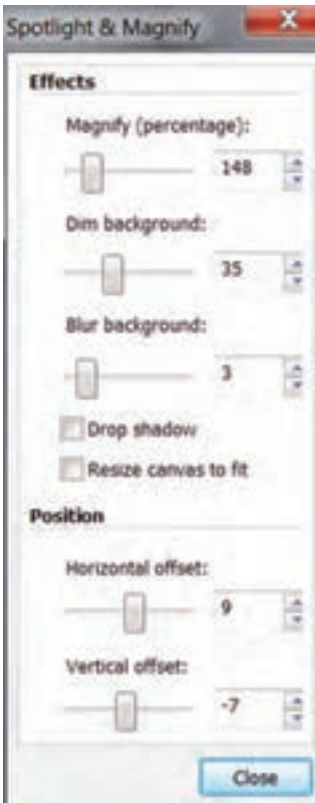 Spotlight & Magnify
Effects
Magnify (percentage):
148
Dim background:
35
Blur background:
3
Drop shadow
Resize canvas to fit
Position
Horizontal offset:
9
Vertical offset:
-7
Close